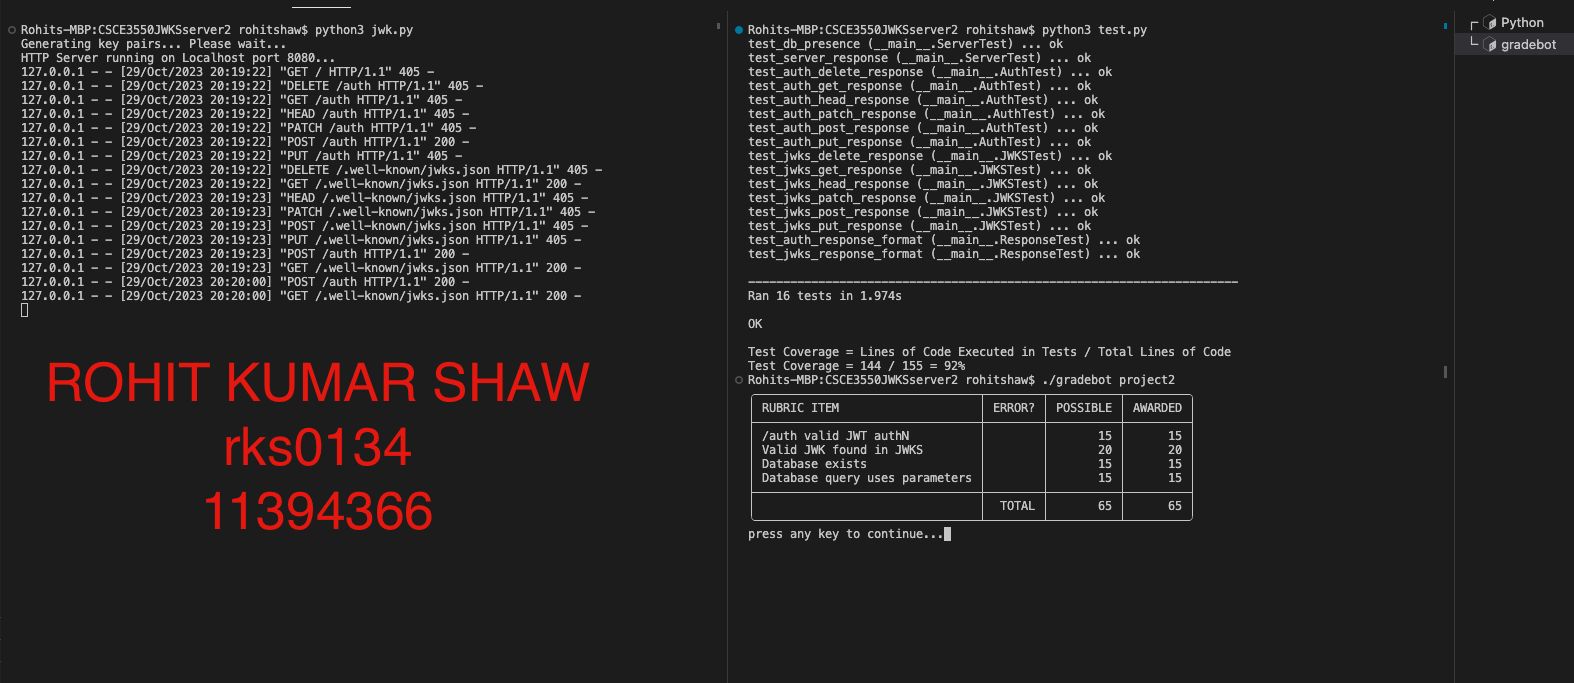 Rohits-MBP:CSCE3550JWKSserver2 rohitshaw$ python3 jwk.py
Generating key pairs... Please wait...
HTTP Server running on Localhost port 8080...
127.0.0.1 - - [29/Oct/2023 20:19:22] "GET / HTTP/1.1" 405 -
127.0.0.1 - - [29/Oct/2023 20:19:22] "DELETE /auth HTTP/1.1" 405 -
127.0.0.1 - - [29/Oct/2023 20:19:22] "GET /auth HTTP/1.1" 405 -
127.0.0.1 - - [29/Oct/2023 20:19:22] "HEAD /auth HTTP/1.1" 405 -
127.0.0.1 - - [29/Oct/2023 20:19:22] "PATCH /auth HTTP/1.1" 405 -
127.0.0.1 - - [29/Oct/2023 20:19:22] "POST /auth HTTP/1.1" 200 -
127.0.0.1 - - [29/Oct/2023 20:19:22] "PUT /auth HTTP/1.1" 405 -
127.0.0.1 - - [29/Oct/2023 20:19:22] "DELETE /.well-known/jwks.json HTTP/1.1" 405 -
127.0.0.1 - - [29/Oct/2023 20:19:22] "GET /.well-known/jwks.json HTTP/1.1" 200 -
127.0.0.1 - - [29/Oct/2023 20:19:23] "HEAD /.well-known/jwks.json HTTP/1.1" 405 -
127.0.0.1 - - [29/Oct/2023 20:19:23] "PATCH /.well-known/jwks.json HTTP/1.1" 405 -
127.0.0.1 - - [29/Oct/2023 20:19:23] "POST /.well-known/jwks.json HTTP/1.1" 405 -
127.0.0.1 - - [29/Oct/2023 20:19:23] "PUT /.well-known/jwks.json HTTP/1.1" 405 -
127.0.0.1 - - [29/Oct/2023 20:19:23] "POST /auth HTTP/1.1" 200 -
127.0.0.1 - - [29/Oct/2023 20:19:23] "GET /.well-known/jwks.json HTTP/1.1" 200 -
127.0.0.1 - - [29/Oct/2023 20:20:00] "POST /auth HTTP/1.1" 200 -
127.0.0.1 - - [29/Oct/2023 20:20:00] "GET /.well-known/jwks.json HTTP/1.1" 200 -
ROHIT KUMAR SHAW
rks0134
11394366
Rohits-MBP:CSCE3550JWKSserver2 rohitshaw$ python3 test.py
test_db_presence (__main__.ServerTest) ... ok
test_server_response (__main__.ServerTest) ... ok
test_auth_delete_response (__main__.AuthTest) ... ok
test_auth_get_response (__main__.AuthTest) ... ok
test_auth_head_response (__main__.AuthTest) ... ok
test_auth_patch_response (__main__.AuthTest) ... ok
test_auth_post_response (__main__.AuthTest) ... ok
test_auth_put_response (__main__.AuthTest) ... ok
test_jwks_delete_response (__main__.JWKSTest) ... ok
test_jwks_get_response (__main__.JWKSTest) ... ok
test_jwks_head_response (__main__.JWKSTest) ... ok
test_jwks_patch_response (__main__.JWKSTest) ... ok
test_jwks_post_response (__main__.JWKSTest) ... ok
test_jwks_put_response (__main__.JWKSTest) ... ok
test_auth_response_format (__main__.ResponseTest) ... ok
test_jwks_response_format (__main__.ResponseTest) ... ok
----------------------------------------------------------------------
Ran 16 tests in 1.974s
OK
Test Coverage = Lines of Code Executed in Tests / Total Lines of Code
Test Coverage = 144 / 155 = 92%
Rohits-MBP:CSCE3550JWKSserver2 rohitshaw$ ./gradebot project2
RUBRIC ITEM ERROR? POSSIBLE AWARDED
/auth valid JWT authN 15 15
Valid JWK found in JWKS 20 20
Database exists 15 15
Database query uses parameters 15 15
TOTAL 65 65
press any key to continue...
Python
gradebot